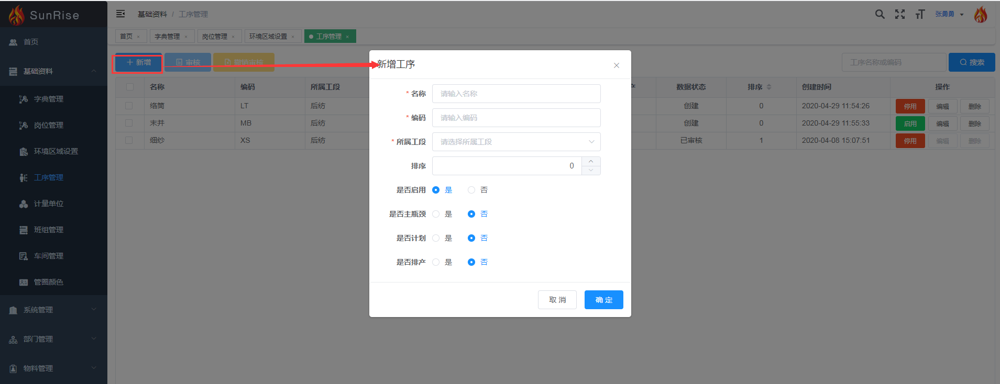 SunRise
基础资料 / 工序管理
张勇勇
首页 ×
字典管理 ×
岗位管理 ×
环境区域设置 ×
工序管理 ×
首页
基础资料
字典管理
岗位管理
环境区域设置
工序管理
计量单位
班组管理
车间管理
管圈颜色
系统管理
部门管理
物料管理
新增
审核
撤销审核
工序名称或编码
搜索
名称 编码 所属工段 产 数据状态 排序 创建时间 操作
络筒 LT 后纺 创建 0 2020-04-29 11:54:26 停用 编辑 删除
末并 MB 后纺 创建 0 2020-04-29 11:55:33 启用 编辑 删除
细纱 XS 后纺 已审核 1 2020-04-08 15:07:51 停用 编辑 删除
新增工序
* 名称 请输入名称
* 编码 请输入编码
* 所属工段 请选择所属工段
排序 0
是否启用 是 否
是否主瓶颈 是 否
是否计划 是 否
是否排产 是 否
取 消 确 定